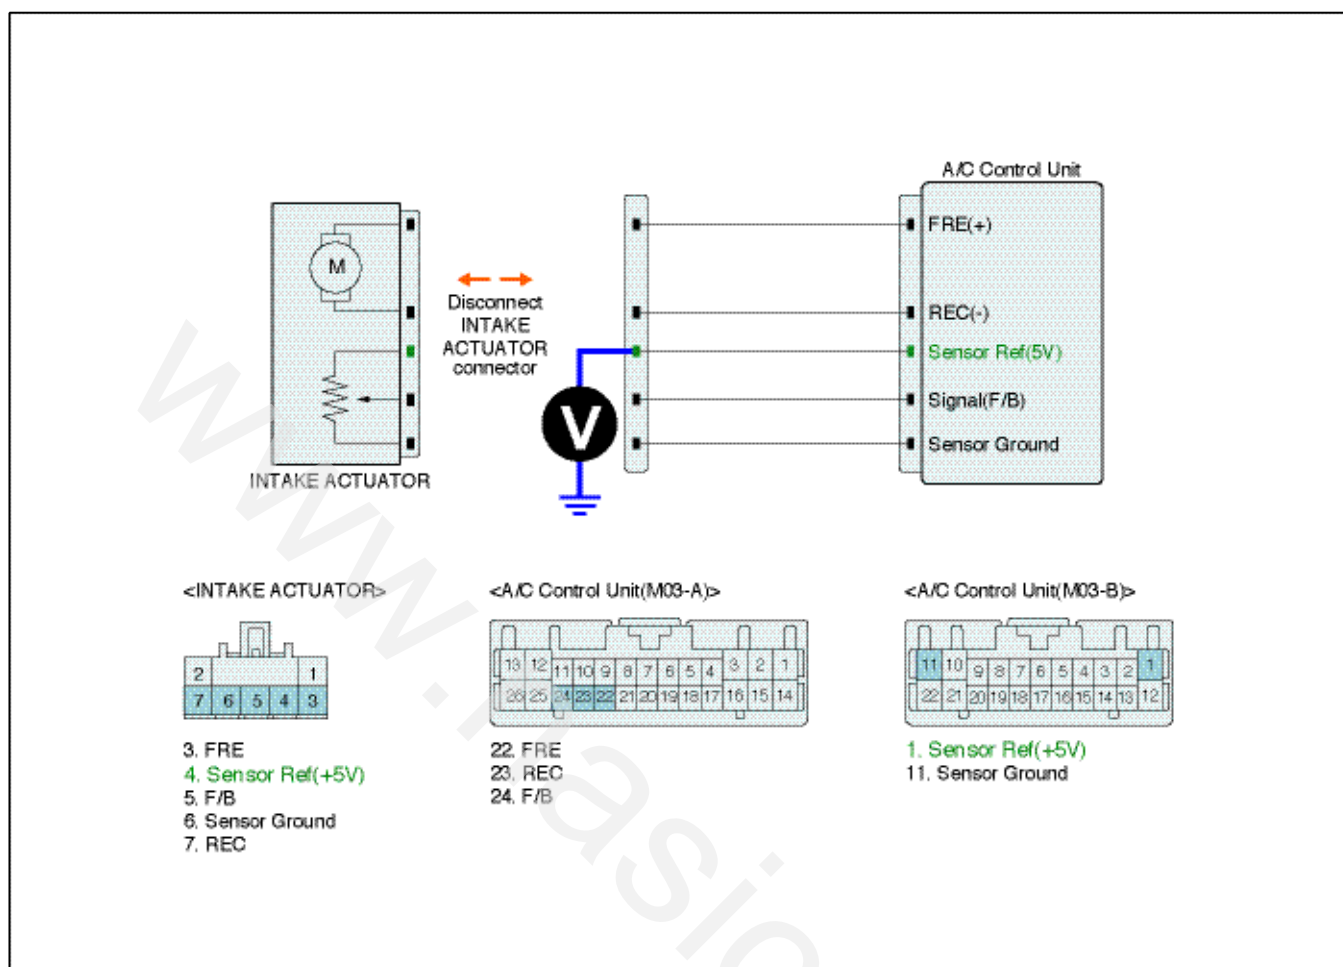 A/C Control Unit
FRE(+)
M
REC(-)
Disconnect
INTAKE
ACTUATOR
connector
Sensor Ref(5V)
Signal(F/B)
V
Sensor Ground
INTAKE ACTUATOR
<INTAKE ACTUATOR>
2 1
7 6 5 4 3
3. FRE
4. Sensor Ref(+5V)
5. F/B
6. Sensor Ground
7. REC
<A/C Control Unit(M03-A)>
13 12 11 10 9 8 7 6 5 4 3 2 1
26 25 24 23 22 21 20 19 18 17 16 15 14
22. FRE
23. REC
24. F/B
<A/C Control Unit(M03-B)>
11 10 9 8 7 6 5 4 3 2 1
22 21 20 19 18 17 16 15 14 13 12
1. Sensor Ref(+5V)
11. Sensor Ground
www.nasio